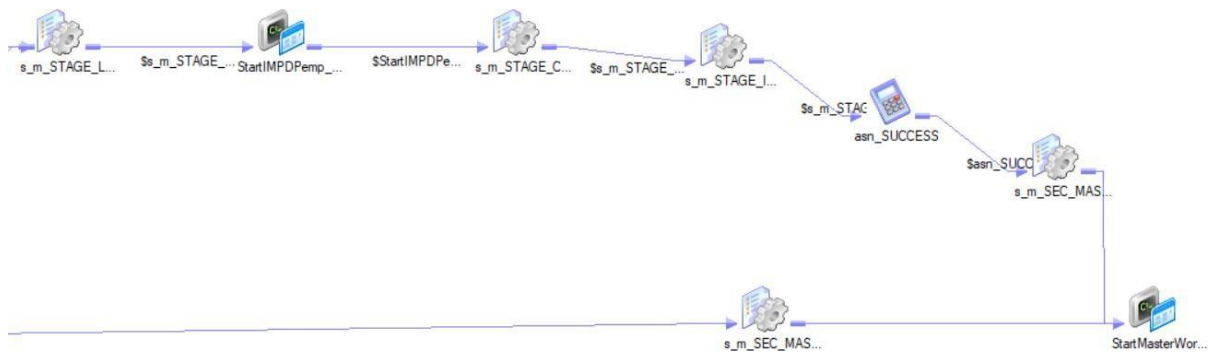 s_m_STAGE_L...
$s_m_STAGE_...
StartIMPDPemp_...
$StartIMPDPe...
s_m_STAGE_C...
$s_m_STAGE_...
s_m_STAGE_I...
$s_m_STAG
asn_SUCCESS
$asn_SUCC
s_m_SEC_MAS...
s_m_SEC_MAS...
StartMasterWor...